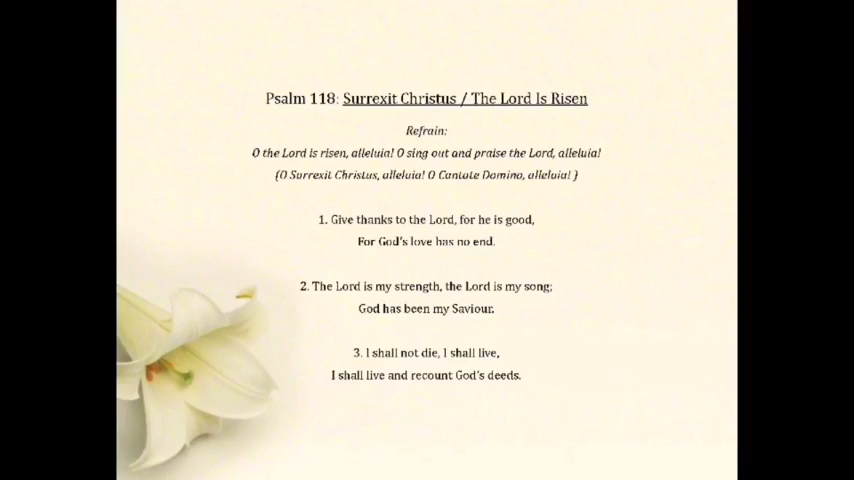 Psalm 118: Surrexit Christus / The Lord Is Risen
Refrain:
O the Lord is risen, alleluia! O sing out and praise the Lord, alleluia!
(O Surrexit Christus, alleluia! O Cantate Domino, alleluia! )
1. Give thanks to the Lord, for he is good,
For God's love has no end.
2. The Lord is my strength, the Lord is my song;
God has been my Saviour.
3. I shall not die, I shall live,
I shall live and recount God's deeds.